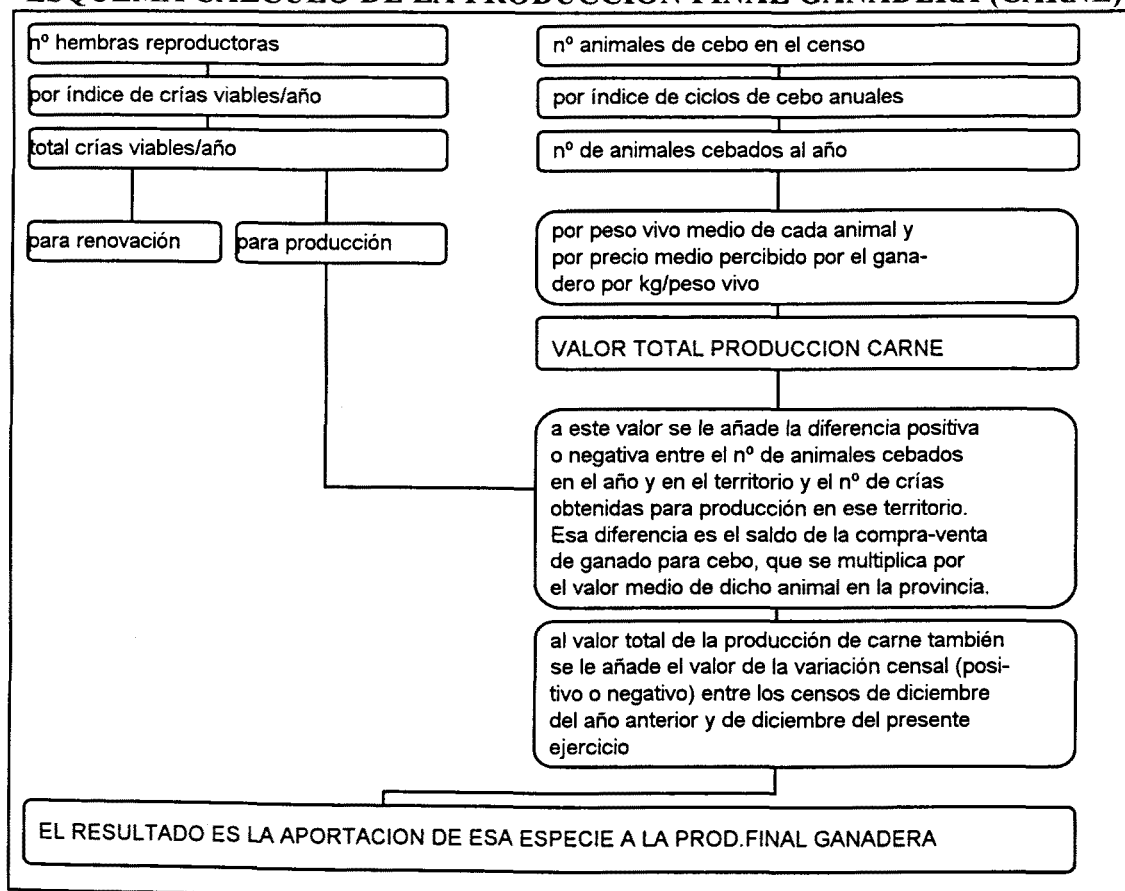 ESQUEMA CALCULO DE LA PRODUCCION FINAL GANADERA (CARNE)
nº hembras reproductoras
por índice de crías viables/año
total crías viables/año
para renovación
para producción
nº animales de cebo en el censo
por índice de ciclos de cebo anuales
nº de animales cebados al año
por peso vivo medio de cada animal y
por precio medio percibido por el gana-
dero por kg/peso vivo
VALOR TOTAL PRODUCCION CARNE
a este valor se le añade la diferencia positiva
o negativa entre el nº de animales cebados
en el año y en el territorio y el nº de crías
obtenidas para producción en ese territorio.
Esa diferencia es el saldo de la compra-venta
de ganado para cebo, que se multiplica por
el valor medio de dicho animal en la provincia.
al valor total de la producción de carne también
se le añade el valor de la variación censal (posi-
tivo o negativo) entre los censos de diciembre
del año anterior y de diciembre del presente
ejercicio
EL RESULTADO ES LA APORTACION DE ESA ESPECIE A LA PROD.FINAL GANADERA